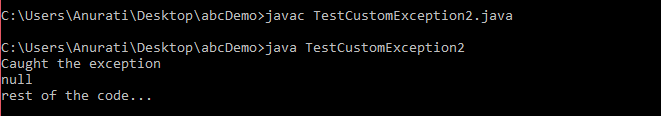 C:\Users\Anurati\Desktop\abcDemo>javac TestCustomException2.java
C:\Users\Anurati\Desktop\abcDemo>java TestCustomException2
Caught the exception
null
rest of the code...